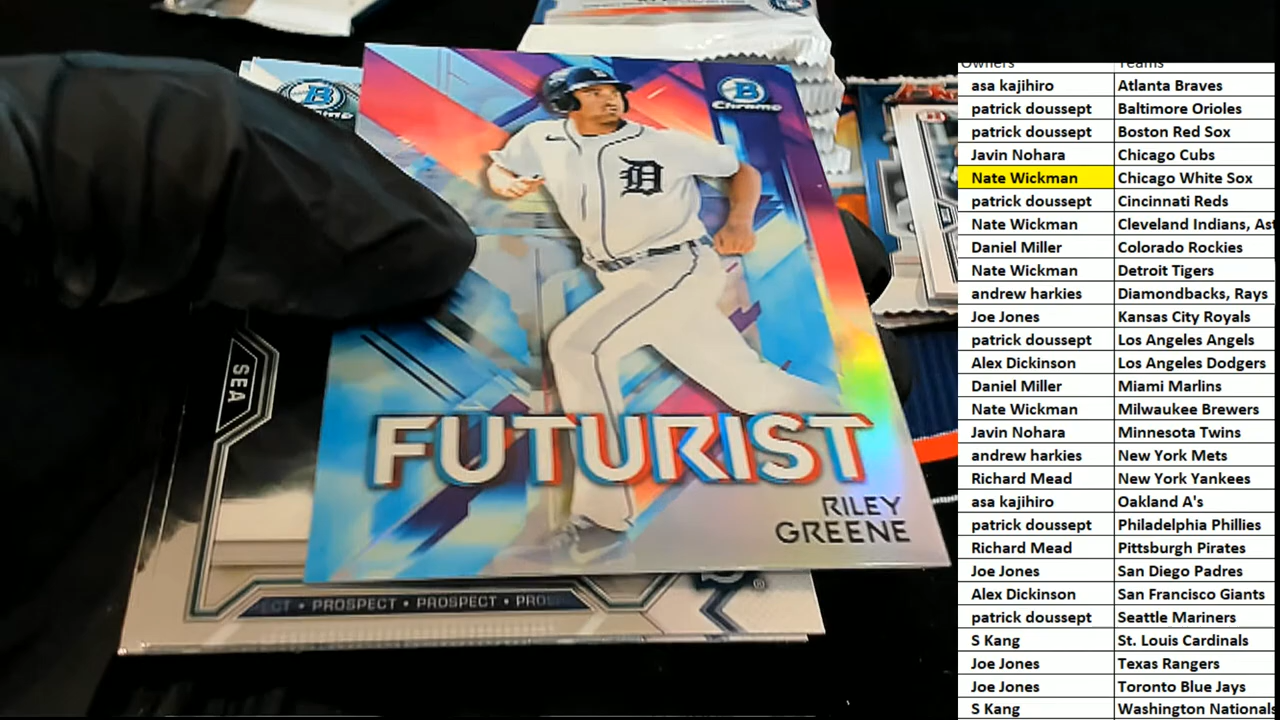 B
Chrome
B
Chrome
D
SEA
FUTURIST
RILEY
GREENE
CT • PROSPECT • PROSPECT • PRO
Owners Teams
asa kajihiro Atlanta Braves
patrick doussept Baltimore Orioles
patrick doussept Boston Red Sox
Javin Nohara Chicago Cubs
Nate Wickman Chicago White Sox
patrick doussept Cincinnati Reds
Nate Wickman Cleveland Indians, Ast
Daniel Miller Colorado Rockies
Nate Wickman Detroit Tigers
andrew harkies Diamondbacks, Rays
Joe Jones Kansas City Royals
patrick doussept Los Angeles Angels
Alex Dickinson Los Angeles Dodgers
Daniel Miller Miami Marlins
Nate Wickman Milwaukee Brewers
Javin Nohara Minnesota Twins
andrew harkies New York Mets
Richard Mead New York Yankees
asa kajihiro Oakland A's
patrick doussept Philadelphia Phillies
Richard Mead Pittsburgh Pirates
Joe Jones San Diego Padres
Alex Dickinson San Francisco Giants
patrick doussept Seattle Mariners
S Kang St. Louis Cardinals
Joe Jones Texas Rangers
Joe Jones Toronto Blue Jays
S Kang Washington Nationals